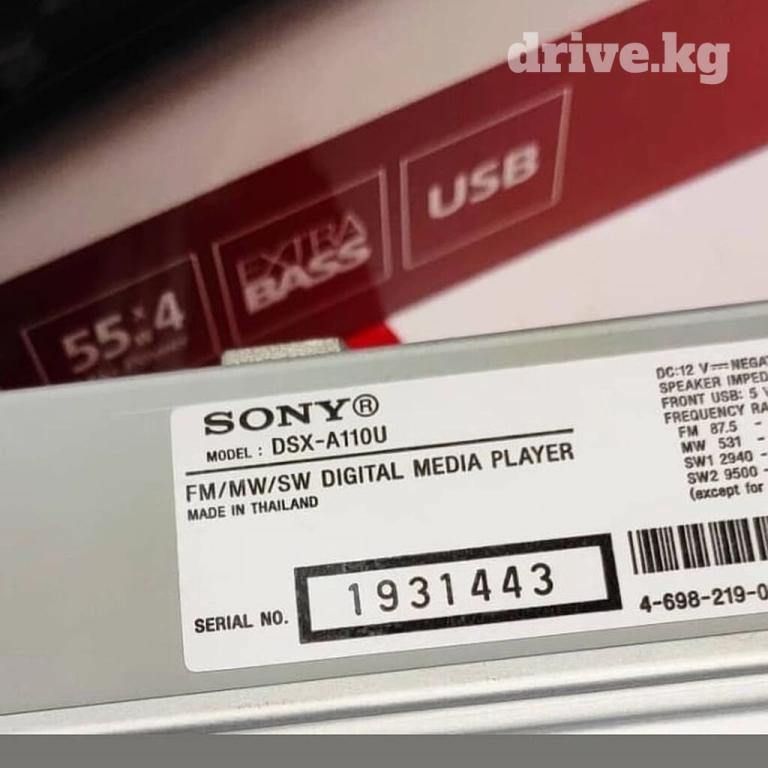 drive.kg
USB
EXTRA
BASS
55 x 4
SONY®
MODEL : DSX-A110U
FM/MW/SW DIGITAL MEDIA PLAYER
MADE IN THAILAND
SERIAL NO. 1931443
DC:12 V⎓NEGA
SPEAKER IMPED
FRONT USB: 5 V
FREQUENCY RA
FM 87.5 -
MW 531 -
SW1 2940 -
SW2 9500 -
(except for
4-698-219-0